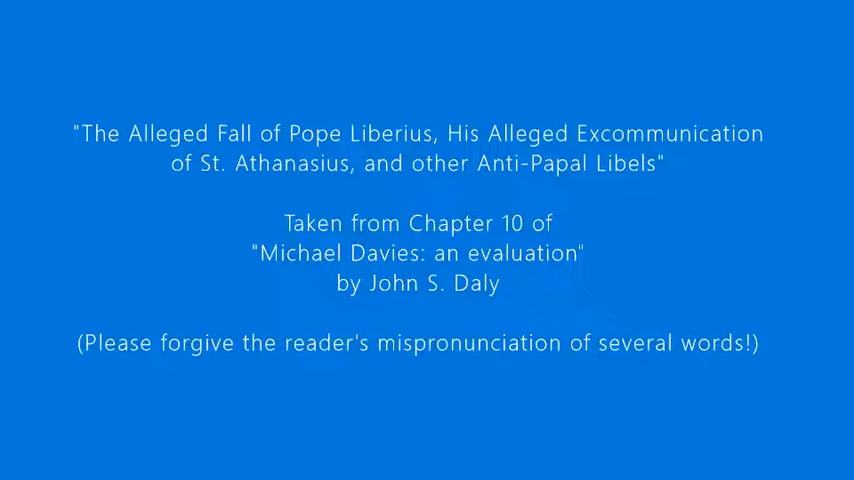 "The Alleged Fall of Pope Liberius, His Alleged Excommunication
of St. Athanasius, and other Anti-Papal Libels"
Taken from Chapter 10 of
"Michael Davies: an evaluation"
by John S. Daly
(Please forgive the reader's mispronunciation of several words!)